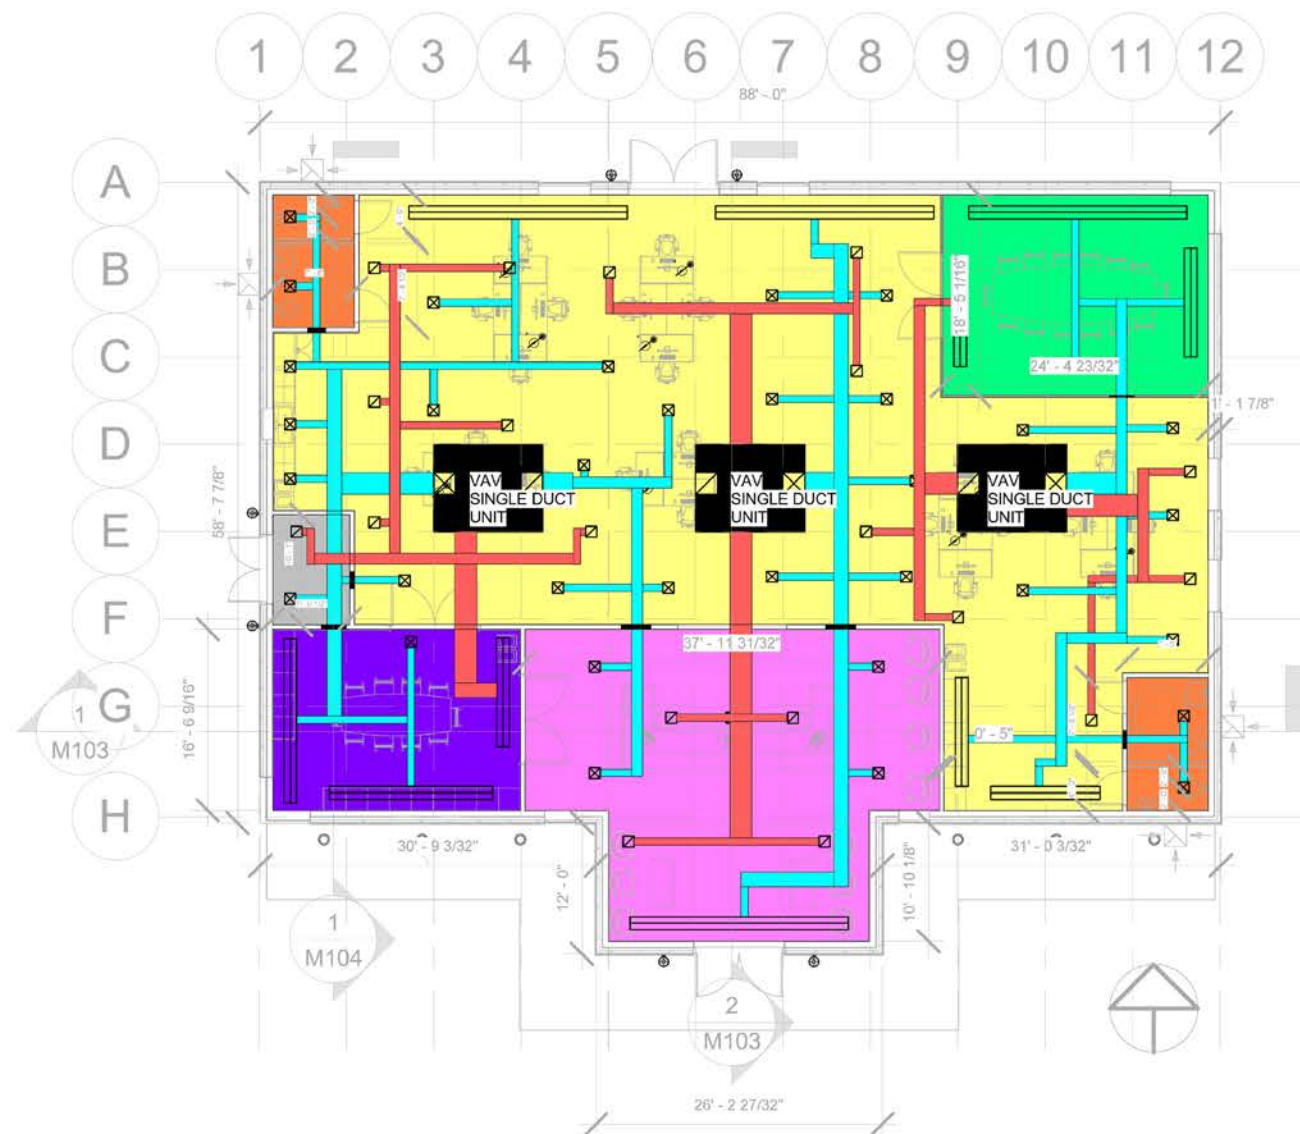 1 2 3 4 5 6 7 8 9 10 11 12
88' - 0"
A
B
18' - 5 1/16"
C
24' - 4 23/32"
1' - 1 7/8"
D
VAV
SINGLE DUCT
UNIT
VAV
SINGLE DUCT
UNIT
VAV
SINGLE DUCT
UNIT
58' - 7 7/8"
E
F
37' - 11 31/32"
G
16' - 6 9/16"
1
M103
0' - 5"
H
30' - 9 3/32"
31' - 0 3/32"
12' - 0"
10' - 10 1/8"
1
M104
2
M103
26' - 2 27/32"